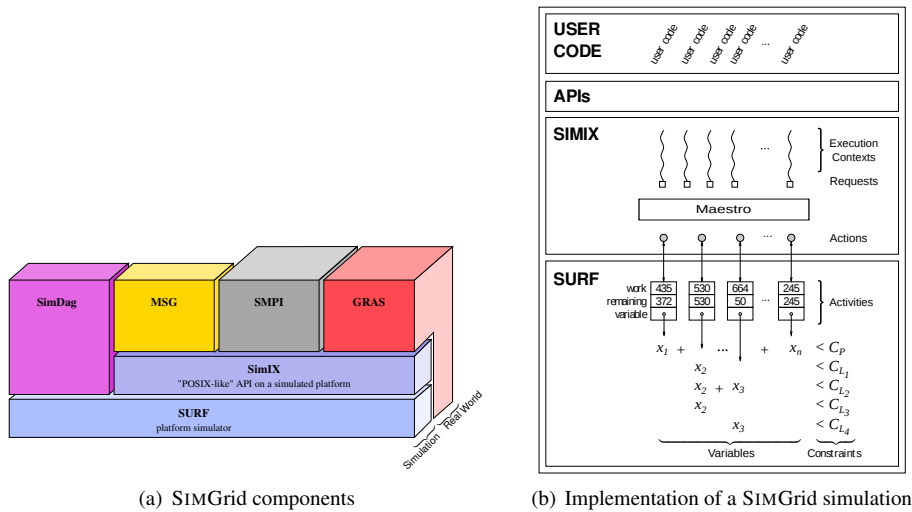 SimDag
MSG
SMPI
GRAS
SimIX
"POSIX-like" API on a simulated platform
SURF
platform simulator
Simulation
Real World
(a) SIMGrid components
USER
CODE
user code
user code
user code
user code
...
user code
APIs
SIMIX
...
Execution
Contexts
Requests
Maestro
...
Actions
SURF
work 435 530 664 245
remaining 372 530 50 ... 245
variable
Activities
x1 + ... + xn < CP
x2 < CL1
x2 + x3 < CL2
x2 < CL3
x3 < CL4
Variables
Constraints
(b) Implementation of a SIMGrid simulation